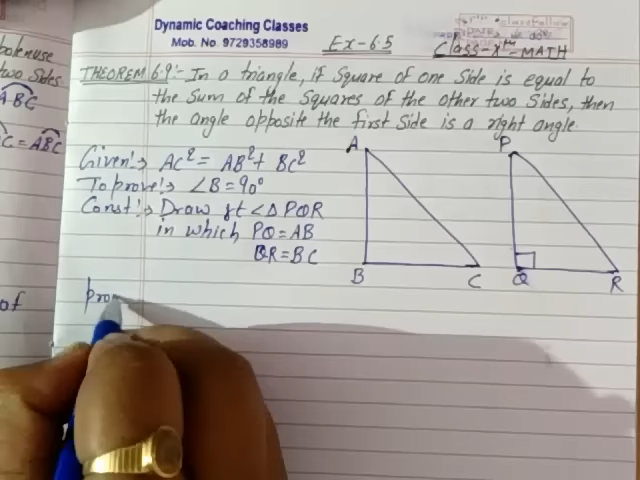 Dynamic Coaching Classes
Mob. No. 9729358989
Ex-6.5
Class-Xth-MATH
THEOREM 6.9:- In a triangle, if Square of one Side is equal to
the Sum of the Squares of the other two Sides, then
the angle opposite the first Side is a right angle.
Given:→ AC² = AB² + BC²
To prove:→ ∠B = 90°
Const:→ Draw rt ∠Δ PQR
in which PQ = AB
QR = BC
A
B
C
P
Q
R
pro
two Sides
ABC
C = ABC
of